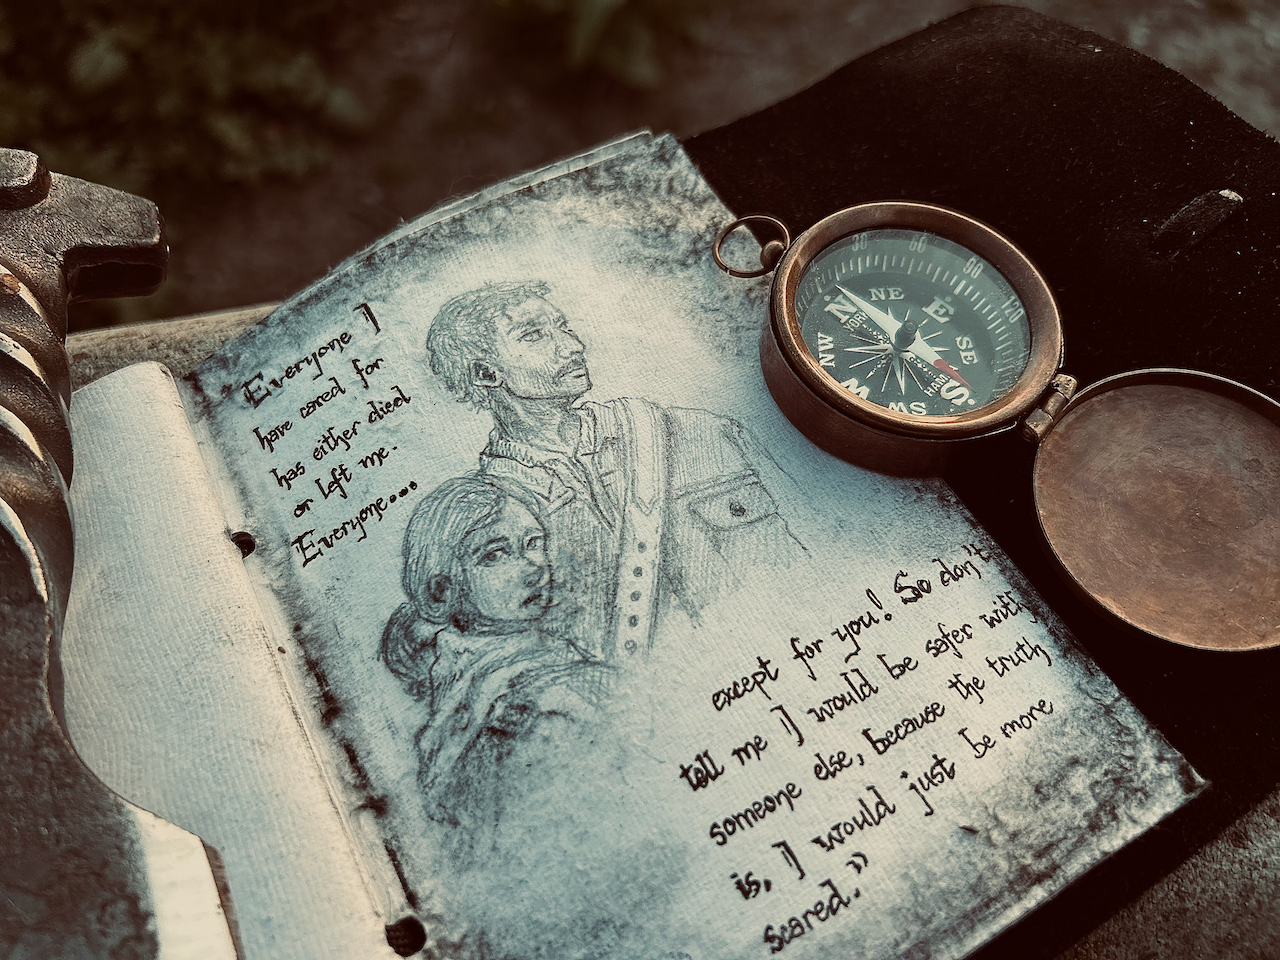 Everyone I
have cared for
has either died
or left me.
Everyone...
except for you! So don't
tell me I would be safer with
someone else, because the truth
is, I would just be more
scared."
30
60
90
120
N
NE
E
SE
S
SW
W
NW
YORK
HAM